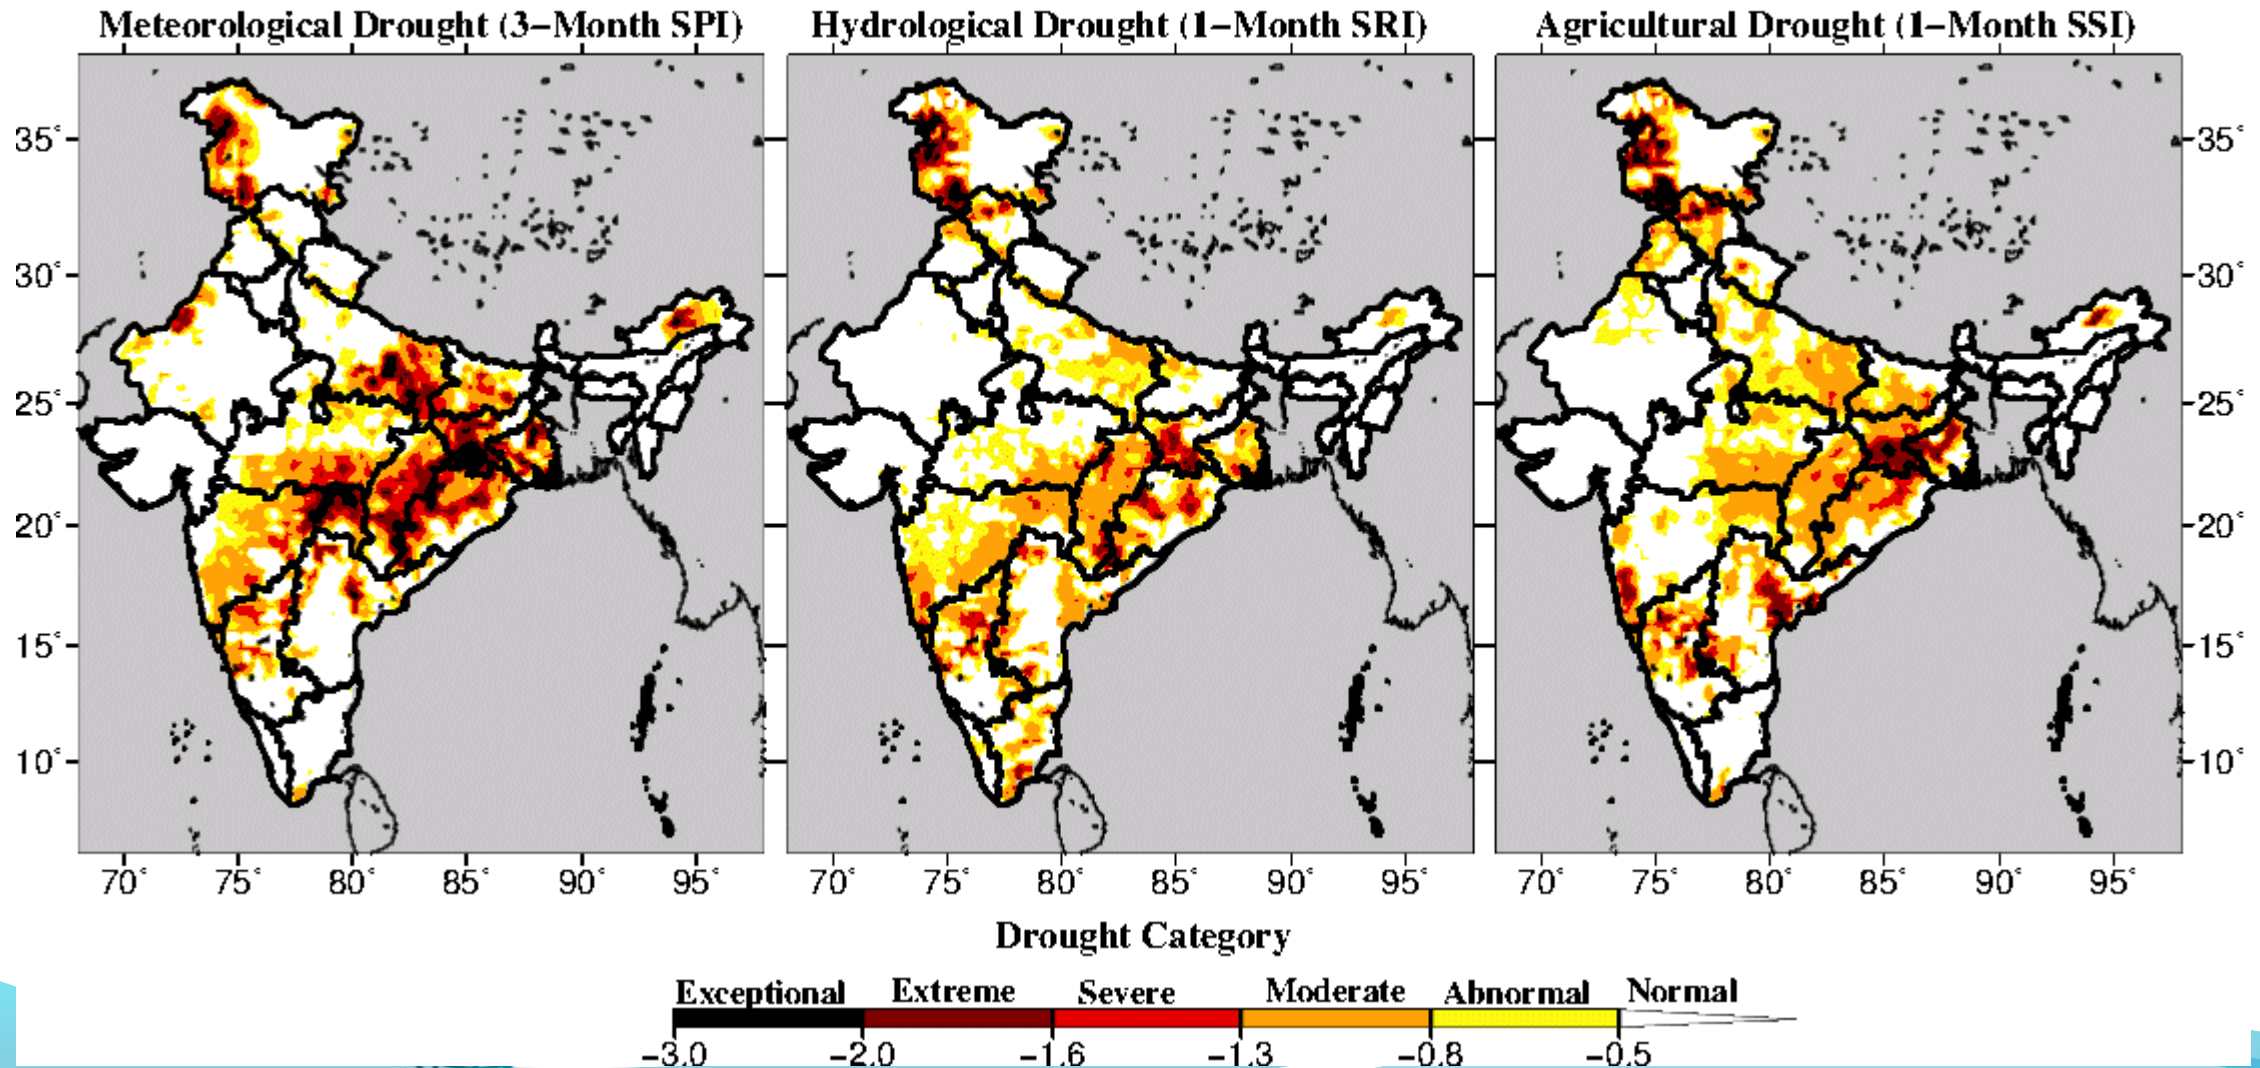 Meteorological Drought (3−Month SPI) Hydrological Drought (1−Month SRI) Agricultural Drought (1−Month SSI)
35° 35°
30° 30°
25° 25°
20° 20°
15° 15°
10° 10°
70° 75° 80° 85° 90° 95° 70° 75° 80° 85° 90° 95° 70° 75° 80° 85° 90° 95°
Drought Category
Exceptional Extreme Severe Moderate Abnormal Normal
−3.0 −2.0 −1.6 −1.3 −0.8 −0.5